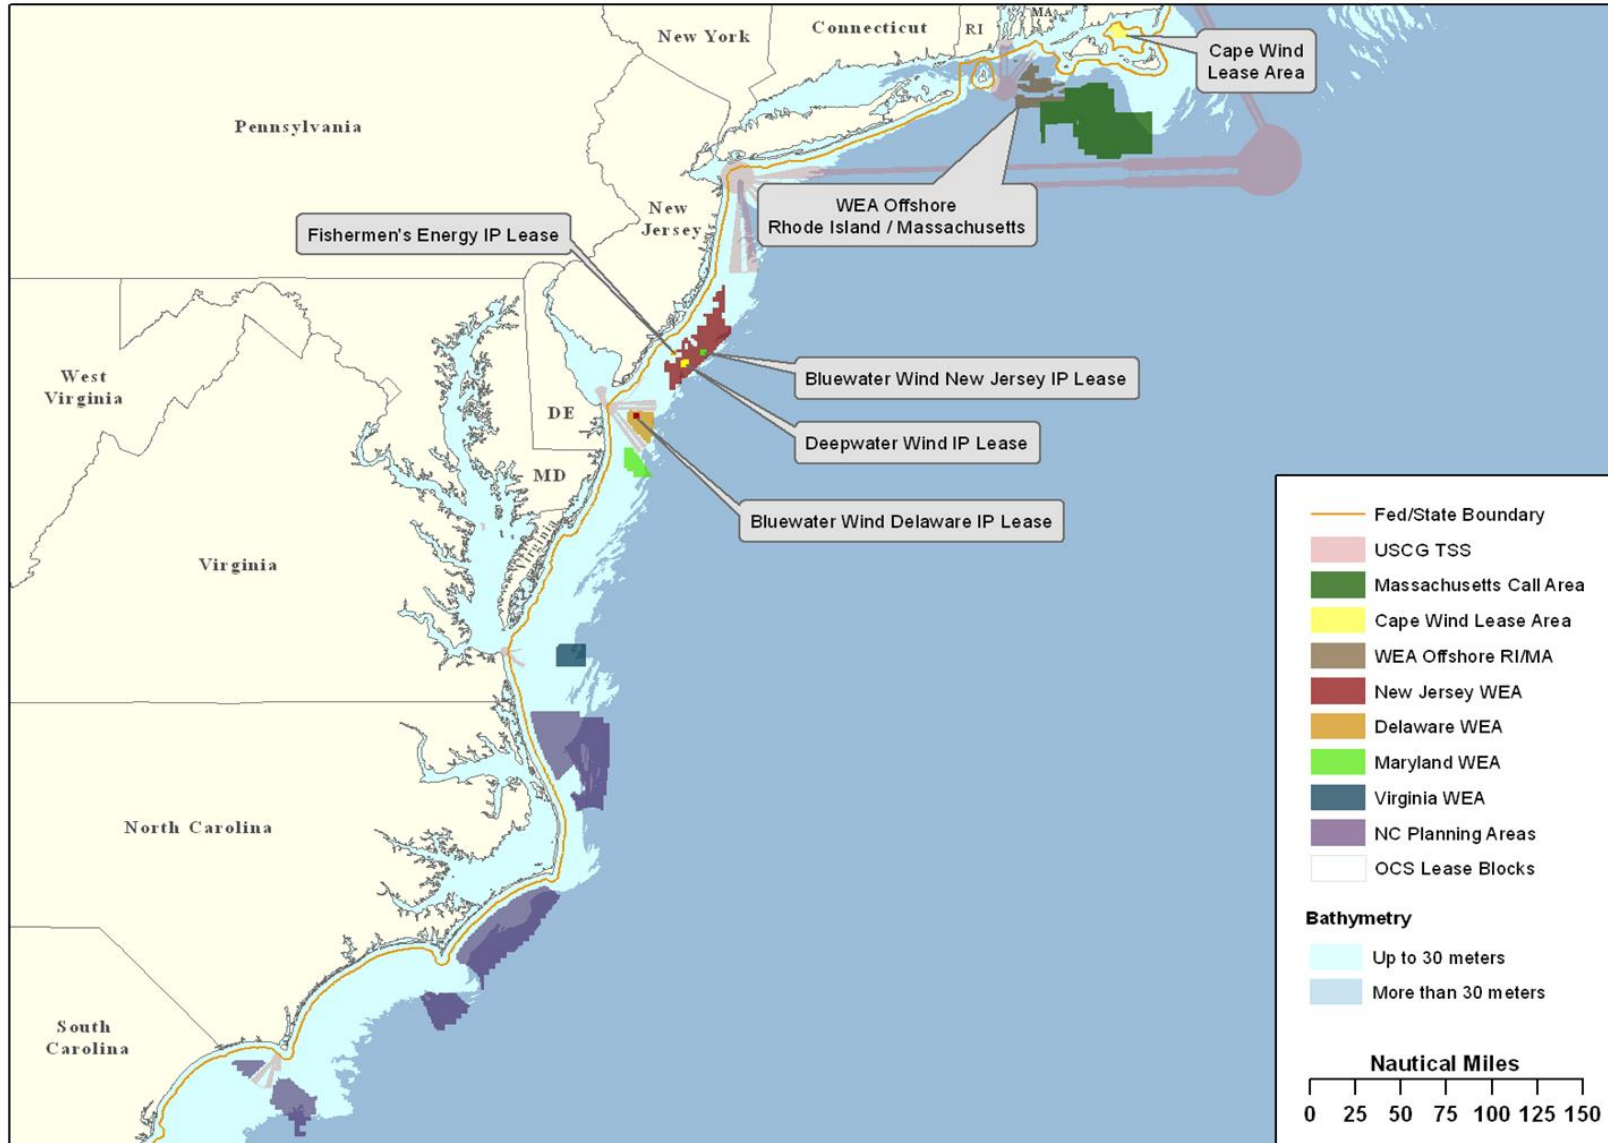 New York
Connecticut
RI
MA
Cape Wind
Lease Area
Pennsylvania
WEA Offshore
Rhode Island / Massachusetts
New
Jersey
Fishermen's Energy IP Lease
West
Virginia
Bluewater Wind New Jersey IP Lease
DE
Deepwater Wind IP Lease
MD
Bluewater Wind Delaware IP Lease
Virginia
Virginia
North Carolina
South
Carolina
Fed/State Boundary
USCG TSS
Massachusetts Call Area
Cape Wind Lease Area
WEA Offshore RI/MA
New Jersey WEA
Delaware WEA
Maryland WEA
Virginia WEA
NC Planning Areas
OCS Lease Blocks
Bathymetry
Up to 30 meters
More than 30 meters
Nautical Miles
0 25 50 75 100 125 150